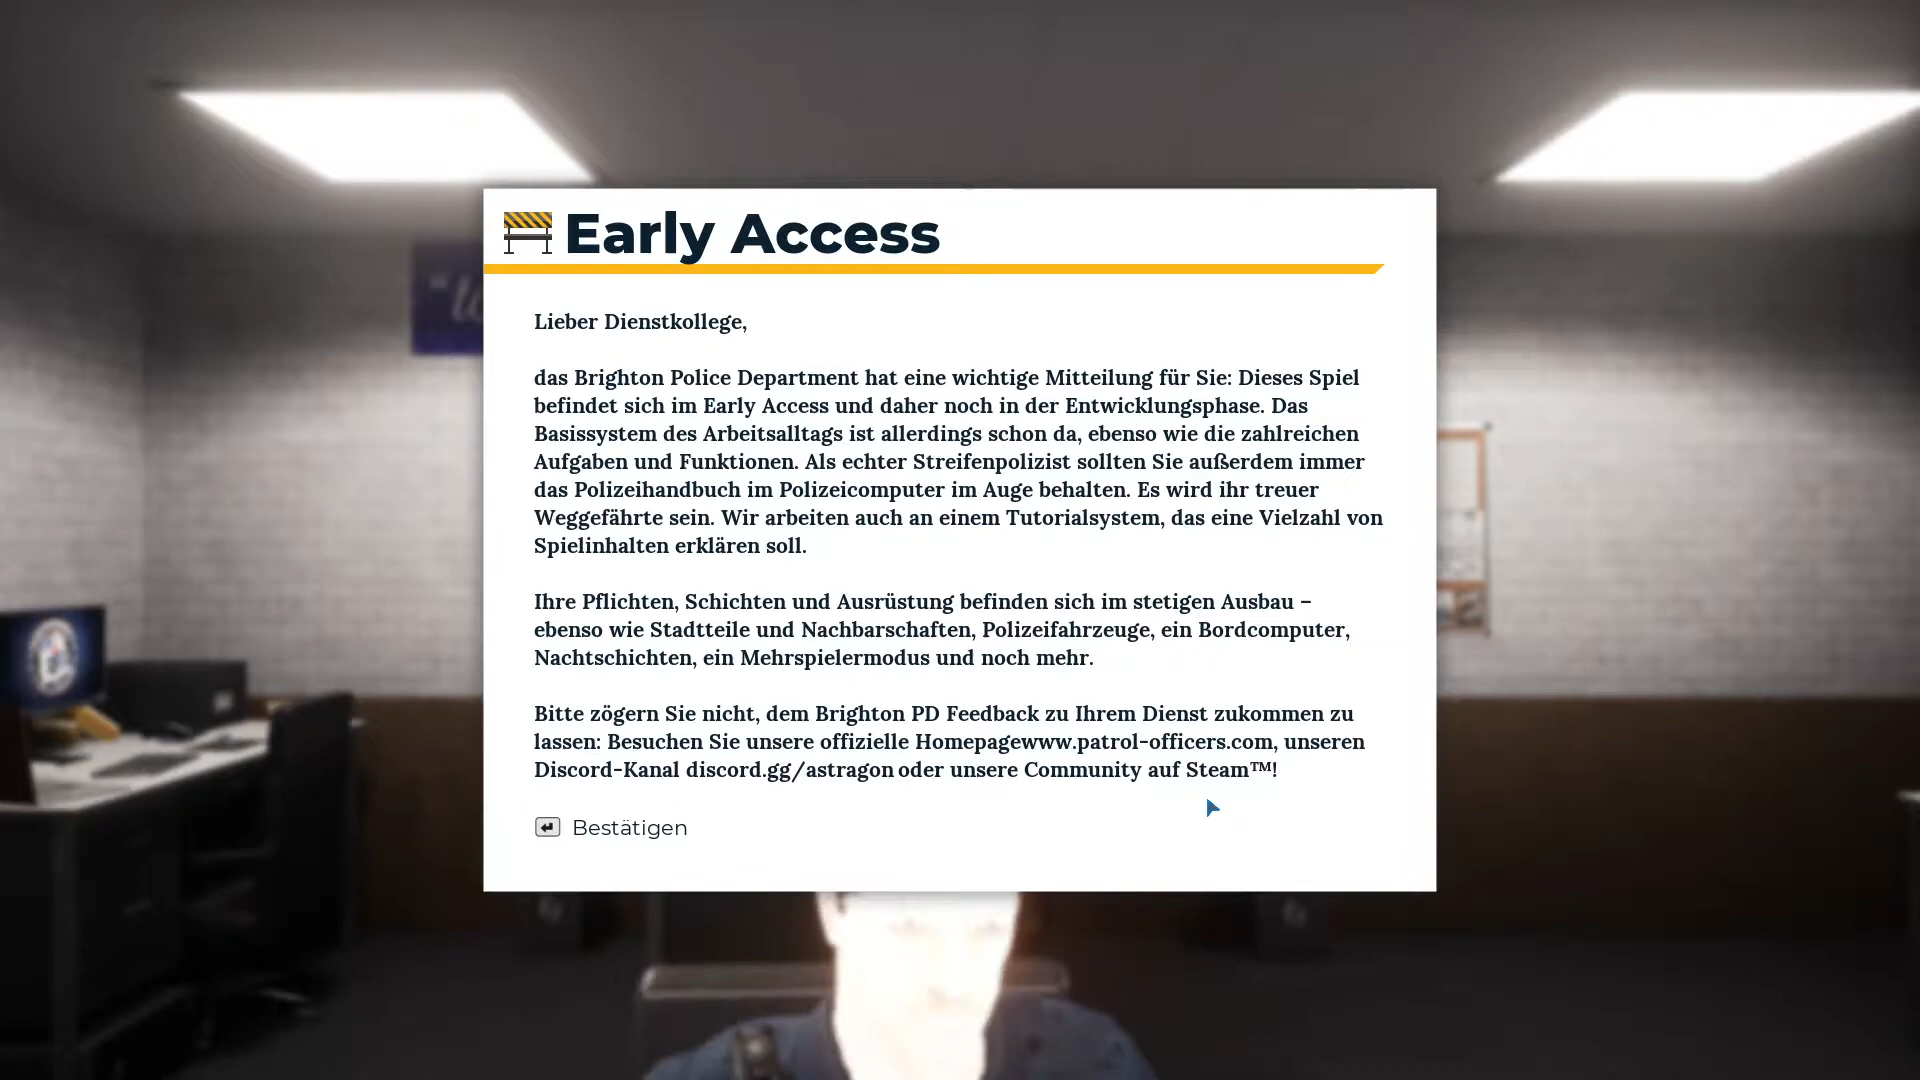 Early Access
Lieber Dienstkollege,
das Brighton Police Department hat eine wichtige Mitteilung für Sie: Dieses Spiel
befindet sich im Early Access und daher noch in der Entwicklungsphase. Das
Basissystem des Arbeitsalltags ist allerdings schon da, ebenso wie die zahlreichen
Aufgaben und Funktionen. Als echter Streifenpolizist sollten Sie außerdem immer
das Polizeihandbuch im Polizeicomputer im Auge behalten. Es wird ihr treuer
Weggefährte sein. Wir arbeiten auch an einem Tutorialsystem, das eine Vielzahl von
Spielinhalten erklären soll.
Ihre Pflichten, Schichten und Ausrüstung befinden sich im stetigen Ausbau –
ebenso wie Stadtteile und Nachbarschaften, Polizeifahrzeuge, ein Bordcomputer,
Nachtschichten, ein Mehrspielermodus und noch mehr.
Bitte zögern Sie nicht, dem Brighton PD Feedback zu Ihrem Dienst zukommen zu
lassen: Besuchen Sie unsere offizielle Homepagewww.patrol-officers.com, unseren
Discord-Kanal discord.gg/astragon oder unsere Community auf Steam™!
Bestätigen